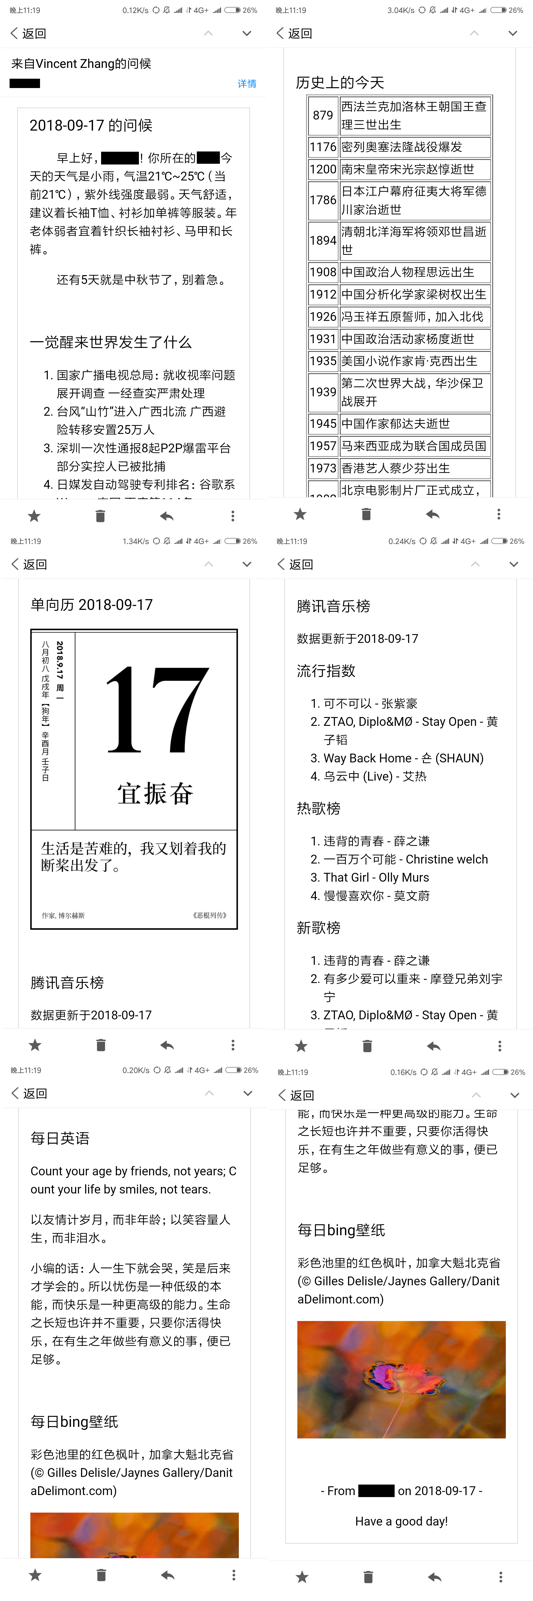 晚上11:19
0.12K/s 4G+ 26%
返回
来自Vincent Zhang的问候
详情
2018-09-17 的问候
早上好，！你所在的今
天的天气是小雨，气温21℃~25℃（当
前21℃），紫外线强度最弱。天气舒适，
建议着长袖T恤、衬衫加单裤等服装。年
老体弱者宜着针织长袖衬衫、马甲和长
裤。
还有5天就是中秋节了，别着急。
一觉醒来世界发生了什么
1. 国家广播电视总局：就收视率问题
展开调查 一经查实严肃处理
2. 台风“山竹”进入广西北流 广西避
险转移安置25万人
3. 深圳一次性通报8起P2P爆雷平台
部分实控人已被批捕
4. 日媒发自动驾驶专利排名：谷歌系
晚上11:19
3.04K/s 4G+ 26%
返回
历史上的今天
879 西法兰克加洛林王朝国王查
理三世出生
1176 密列奥塞法隆战役爆发
1200 南宋皇帝宋光宗赵惇逝世
1786 日本江户幕府征夷大将军德
川家治逝世
1894 清朝北洋海军将领邓世昌逝
世
1908 中国政治人物程思远出生
1912 中国分析化学家梁树权出生
1926 冯玉祥五原誓师，加入北伐
1931 中国政治活动家杨度逝世
1935 美国小说作家肯·克西出生
1939 第二次世界大战，华沙保卫
战展开
1945 中国作家郁达夫逝世
1957 马来西亚成为联合国成员国
1973 香港艺人蔡少芬出生
北京电影制片厂正式成立，
晚上11:19
1.34K/s 4G+ 26%
返回
单向历 2018-09-17
2018.9.17 周一
八月初八 戊戌年【狗年】辛酉月 壬子日
17
宜振奋
生活是苦难的，我又划着我的
断桨出发了。
作家，博尔赫斯
《恶棍列传》
腾讯音乐榜
数据更新于2018-09-17
晚上11:19
0.24K/s 4G+ 26%
返回
腾讯音乐榜
数据更新于2018-09-17
流行指数
1. 可不可以 - 张紫豪
2. ZTAO, Diplo&MØ - Stay Open - 黄
子韬
3. Way Back Home - 숀 (SHAUN)
4. 乌云中 (Live) - 艾热
热歌榜
1. 违背的青春 - 薛之谦
2. 一百万个可能 - Christine welch
3. That Girl - Olly Murs
4. 慢慢喜欢你 - 莫文蔚
新歌榜
1. 违背的青春 - 薛之谦
2. 有多少爱可以重来 - 摩登兄弟刘宇
宁
3. ZTAO, Diplo&MØ - Stay Open - 黄
晚上11:19
0.20K/s 4G+ 26%
返回
每日英语
Count your age by friends, not years; C
ount your life by smiles, not tears.
以友情计岁月，而非年龄；以笑容量人
生，而非泪水。
小编的话：人一生下就会哭，笑是后来
才学会的。所以忧伤是一种低级的本
能，而快乐是一种更高级的能力。生命
之长短也许并不重要，只要你活得快
乐，在有生之年做些有意义的事，便已
足够。
每日bing壁纸
彩色池里的红色枫叶，加拿大魁北克省
(© Gilles Delisle/Jaynes Gallery/Danit
aDelimont.com)
晚上11:19
0.16K/s 4G+ 26%
返回
能，而快乐是一种更高级的能力。生命
之长短也许并不重要，只要你活得快
乐，在有生之年做些有意义的事，便已
足够。
每日bing壁纸
彩色池里的红色枫叶，加拿大魁北克省
(© Gilles Delisle/Jaynes Gallery/Danit
aDelimont.com)
- From on 2018-09-17 -
Have a good day!